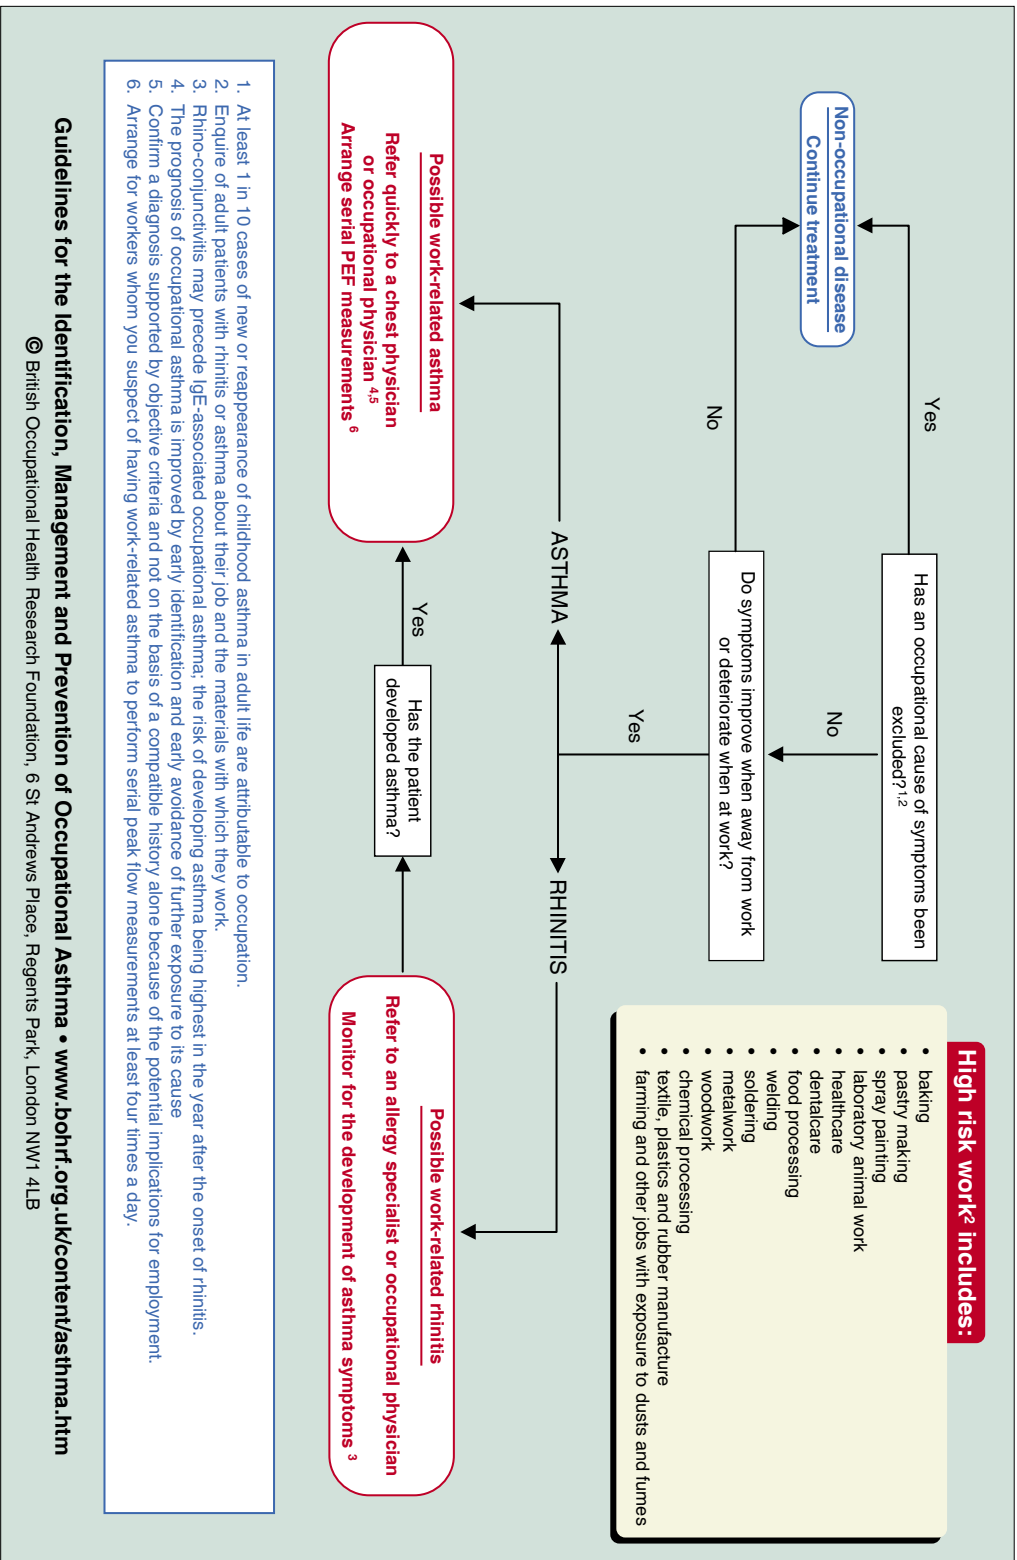 High risk work2 includes:
• baking
• pastry making
• spray painting
• laboratory animal work
• healthcare
• dentalcare
• food processing
• welding
• soldering
• metalwork
• woodwork
• chemical processing
• textile, plastics and rubber manufacture
• farming and other jobs with exposure to dusts and fumes
Has an occupational cause of symptoms been
excluded?1,2
Yes
No
Non-occupational disease
Continue treatment
Do symptoms improve when away from work
or deteriorate when at work?
No
Yes
ASTHMA
RHINITIS
Possible work-related asthma
Refer quickly to a chest physician
or occupational physician 4,5
Arrange serial PEF measurements 6
Yes
Has the patient
developed asthma?
Possible work-related rhinitis
Refer to an allergy specialist or occupational physician
Monitor for the development of asthma symptoms 3
1. At least 1 in 10 cases of new or reappearance of childhood asthma in adult life are attributable to occupation.
2. Enquire of adult patients with rhinitis or asthma about their job and the materials with which they work.
3. Rhino-conjunctivitis may precede IgE-associated occupational asthma; the risk of developing asthma being highest in the year after the onset of rhinitis.
4. The prognosis of occupational asthma is improved by early identification and early avoidance of further exposure to its cause
5. Confirm a diagnosis supported by objective criteria and not on the basis of a compatible history alone because of the potential implications for employment.
6. Arrange for workers whom you suspect of having work-related asthma to perform serial peak flow measurements at least four times a day.
Guidelines for the Identification, Management and Prevention of Occupational Asthma • www.bohrf.org.uk/content/asthma.htm
© British Occupational Health Research Foundation, 6 St Andrews Place, Regents Park, London NW1 4LB